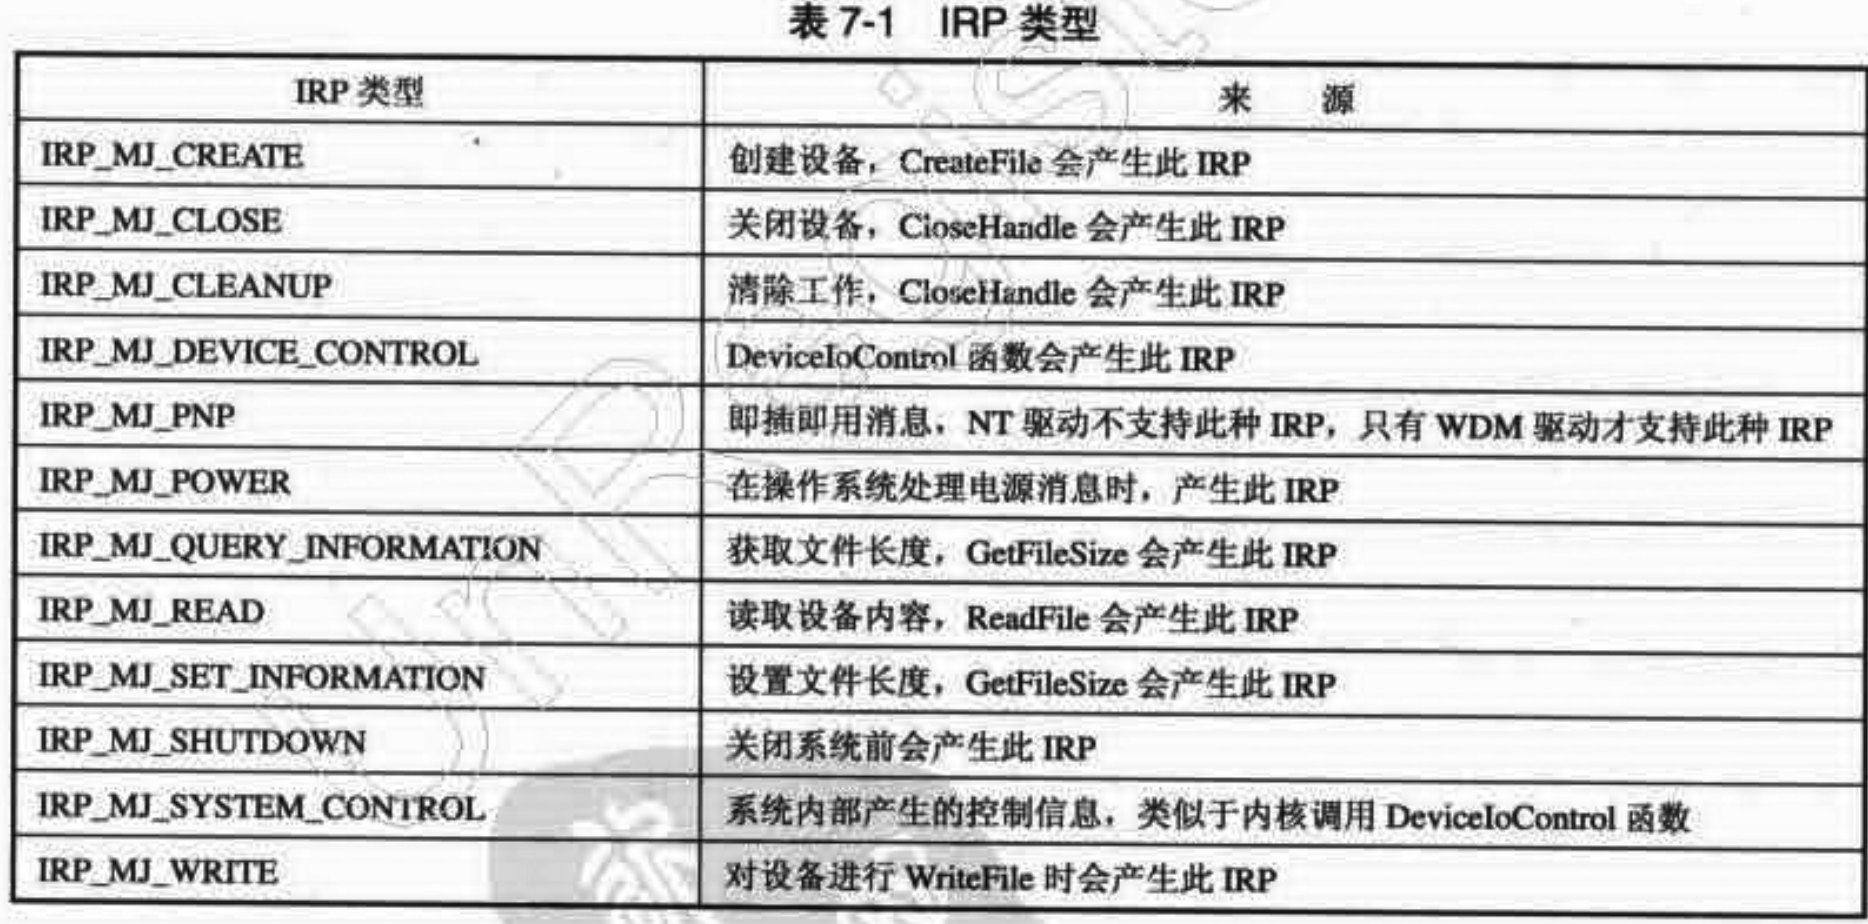 表 7-1 IRP 类型
IRP 类型 来 源
IRP_MJ_CREATE 创建设备，CreateFile 会产生此 IRP
IRP_MJ_CLOSE 关闭设备，CioseHandle 会产生此 IRP
IRP_MJ_CLEANUP 清除工作，CloseHandle 会产生此 IRP
IRP_MJ_DEVICE_CONTROL DeviceIoControl 函数会产生此 IRP
IRP_MJ_PNP 即插即用消息，NT 驱动不支持此种 IRP，只有 WDM 驱动才支持此种 IRP
IRP_MJ_POWER 在操作系统处理电源消息时，产生此 IRP
IRP_MJ_QUERY_INFORMATION 获取文件长度，GetFileSize 会产生此 IRP
IRP_MJ_READ 读取设备内容，ReadFile 会产生此 IRP
IRP_MJ_SET_INFORMATION 设置文件长度，GetFileSize 会产生此 IRP
IRP_MJ_SHUTDOWN 关闭系统前会产生此 IRP
IRP_MJ_SYSTEM_CONTROL 系统内部产生的控制信息，类似于内核调用 DeviceIoControl 函数
IRP_MJ_WRITE 对设备进行 WriteFile 时会产生此 IRP